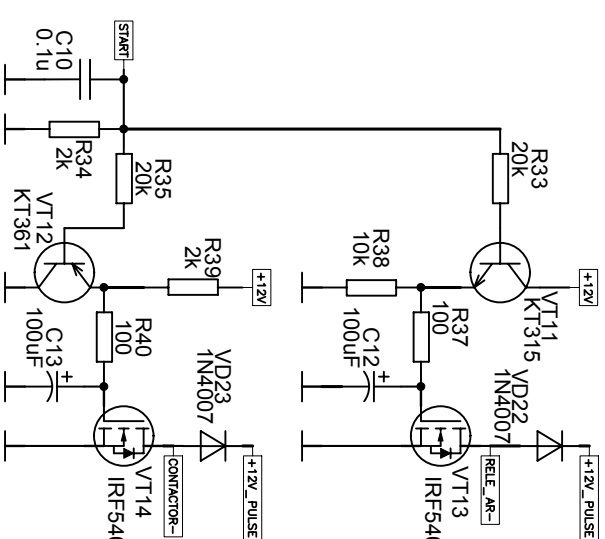 START
C10
0.1u
R34
2k
R35
20k
R33
20k
VT12
KT361
R39
2k
+12V
R38
10k
+12V
VT11
KT315
R40
100
C13
100uF
+
R37
100
C12
100uF
+
VD23
1N4007
VD22
1N4007
+12V_PULSE
+12V_PULSE
VT14
IRF540
CONTACTOR-
VT13
IRF540
RELE_AR-